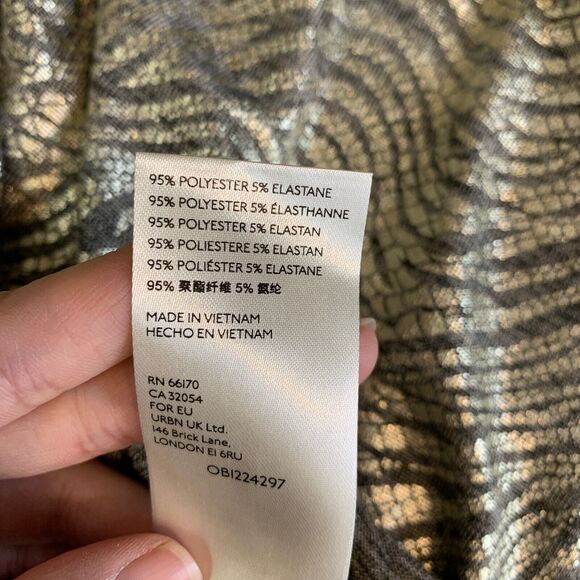 95% POLYESTER 5% ELASTANE
95% POLYESTER 5% ÉLASTHANNE
95% POLYESTER 5% ELASTAN
95% POLIESTERE 5% ELASTAN
95% POLIÉSTER 5% ELASTANE
95% 聚酯纤维 5% 氨纶
MADE IN VIETNAM
HECHO EN VIETNAM
RN 66170
CA 32054
FOR EU
URBN UK Ltd.
146 Brick Lane,
LONDON E1 6RU
OB1224297